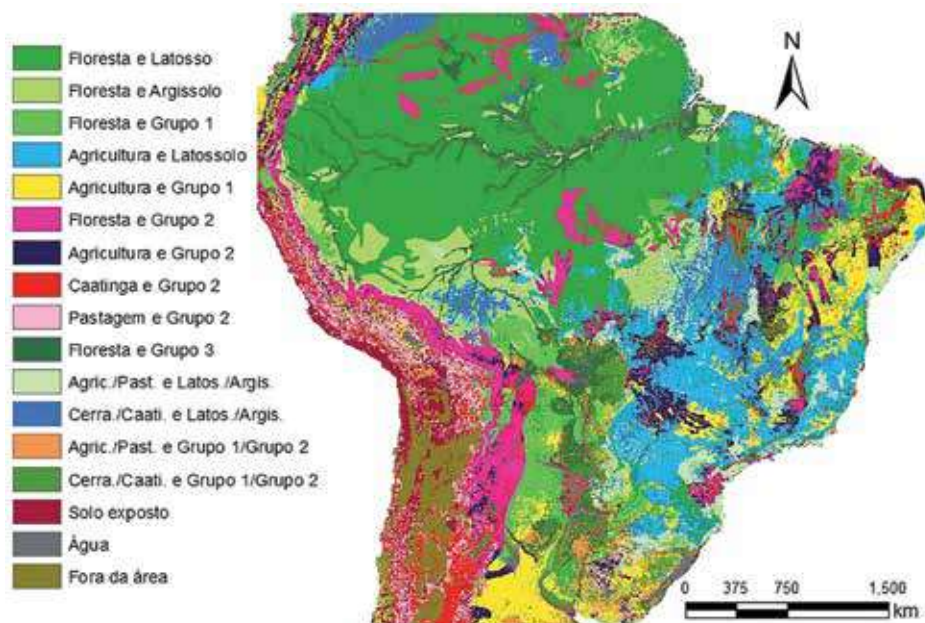 Floresta e Latosso
Floresta e Argissolo
Floresta e Grupo 1
Agricultura e Latossolo
Agricultura e Grupo 1
Floresta e Grupo 2
Agricultura e Grupo 2
Caatinga e Grupo 2
Pastagem e Grupo 2
Floresta e Grupo 3
Agric./Past. e Latos./Argis.
Cerra./Caati. e Latos./Argis.
Agric./Past. e Grupo 1/Grupo 2
Cerra./Caati. e Grupo 1/Grupo 2
Solo exposto
Água
Fora da área
N
0 375 750 1,500
km